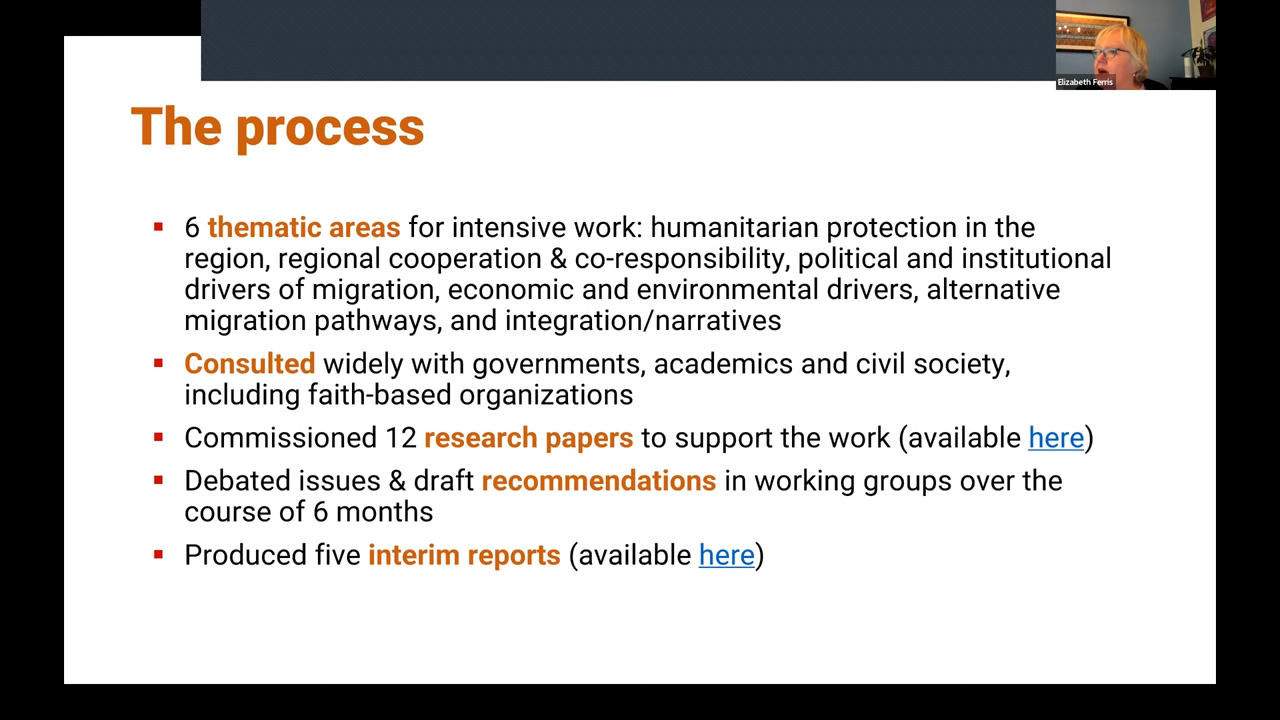 Elizabeth Ferris
The process
▪ 6 thematic areas for intensive work: humanitarian protection in the
region, regional cooperation & co-responsibility, political and institutional
drivers of migration, economic and environmental drivers, alternative
migration pathways, and integration/narratives
▪ Consulted widely with governments, academics and civil society,
including faith-based organizations
▪ Commissioned 12 research papers to support the work (available here)
▪ Debated issues & draft recommendations in working groups over the
course of 6 months
▪ Produced five interim reports (available here)